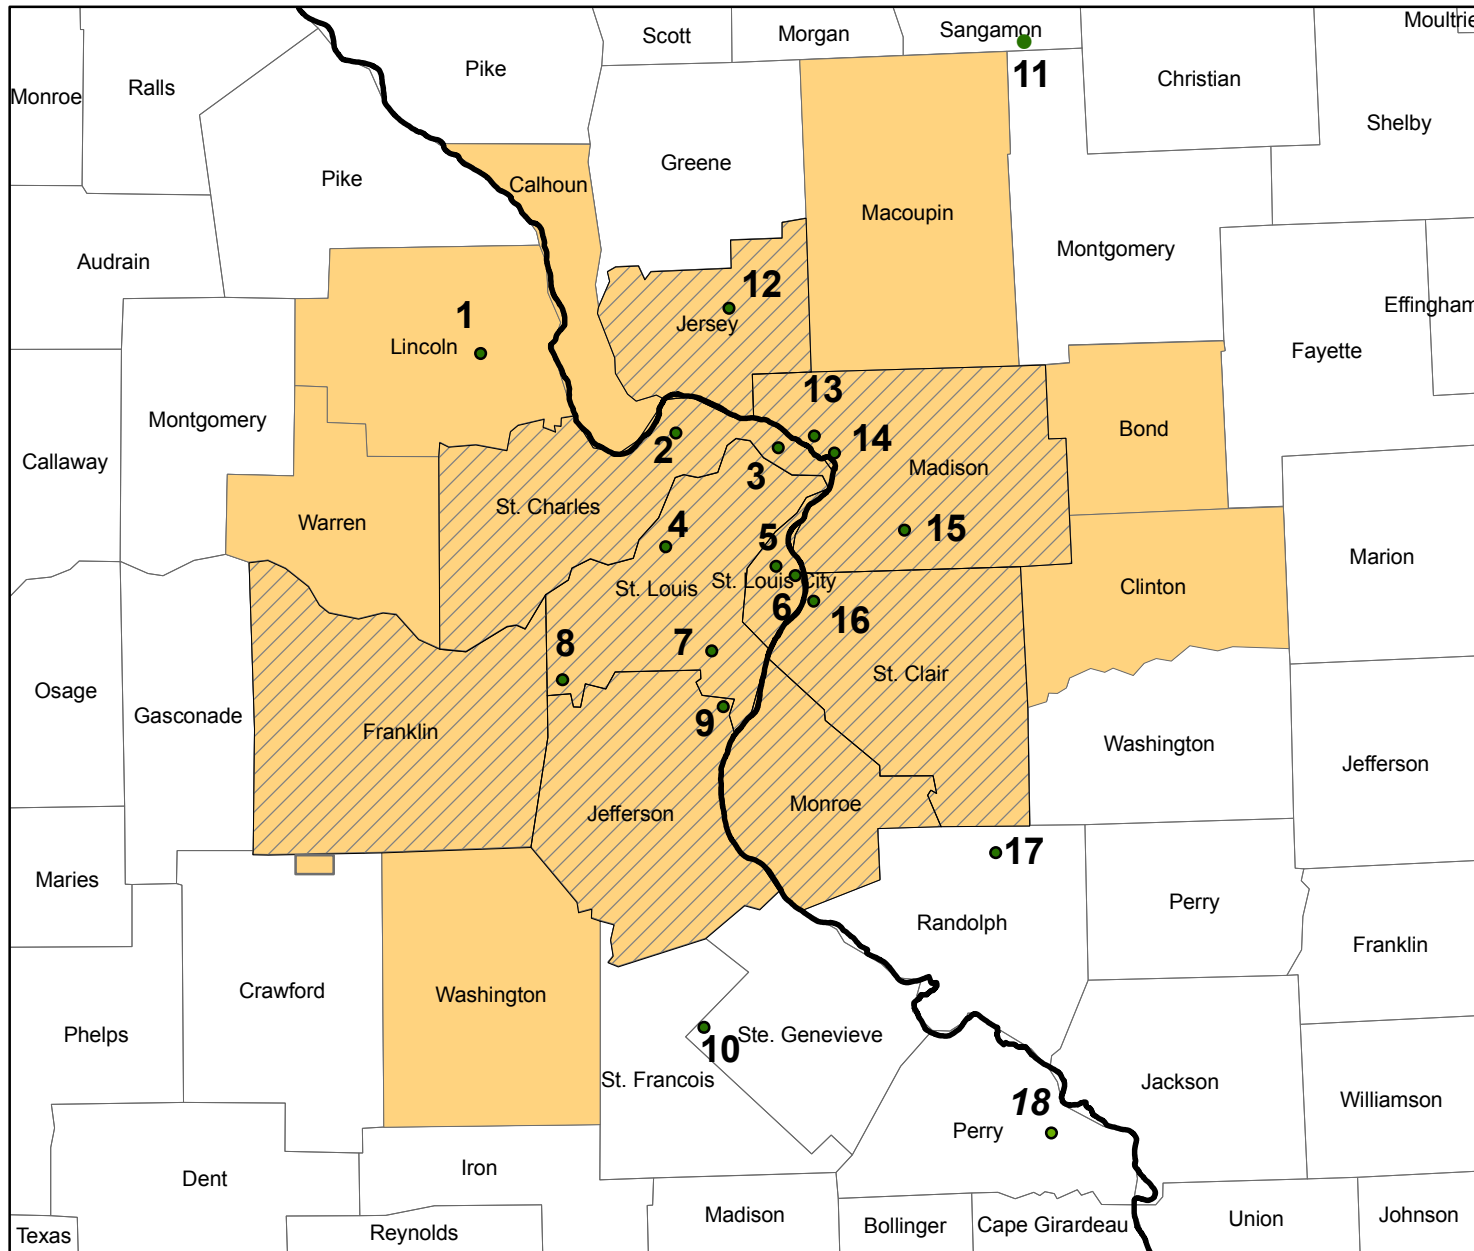 Moultrie
Scott
Morgan
Sangamon
Pike
11
Christian
Monroe
Ralls
Shelby
Greene
Pike
Calhoun
Macoupin
Montgomery
Audrain
12
Effingham
1
Jersey
Lincoln
Fayette
13
Montgomery
Bond
14
2
Callaway
3
Madison
St. Charles
Warren
4
5
15
Marion
St. Louis
St. Louis City
Clinton
6
16
7
8
St. Clair
Osage
Gasconade
9
Franklin
Washington
Jefferson
Monroe
Jefferson
17
Maries
Perry
Randolph
Franklin
Crawford
Washington
Phelps
Ste. Genevieve
10
St. Francois
Jackson
18
Williamson
Perry
Iron
Dent
Madison
Johnson
Union
Bollinger
Cape Girardeau
Reynolds
Texas